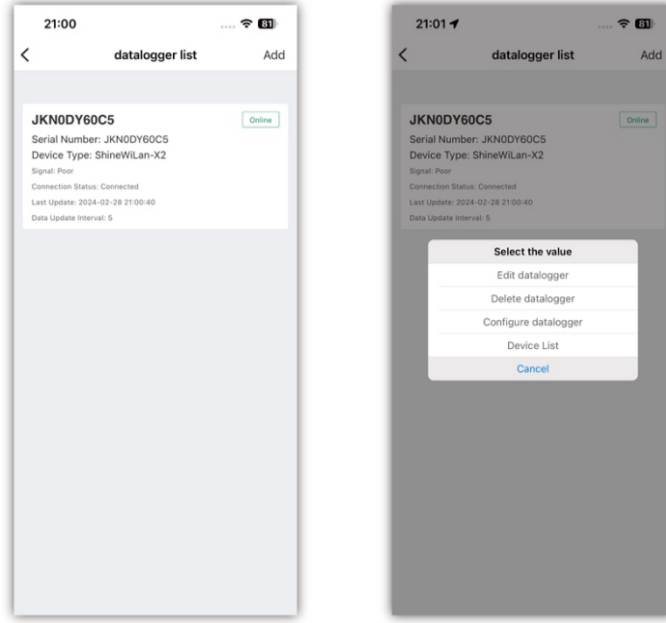 21:00
81
datalogger list
Add
JKN0DY60C5
Online
Serial Number: JKN0DY60C5
Device Type: ShineWiLan-X2
Signal: Poor
Connection Status: Connected
Last Update: 2024-02-28 21:00:40
Data Update Interval: 5
21:01
81
datalogger list
Add
JKN0DY60C5
Online
Serial Number: JKN0DY60C5
Device Type: ShineWiLan-X2
Signal: Poor
Connection Status: Connected
Last Update: 2024-02-28 21:00:40
Data Update Interval: 5
Select the value
Edit datalogger
Delete datalogger
Configure datalogger
Device List
Cancel